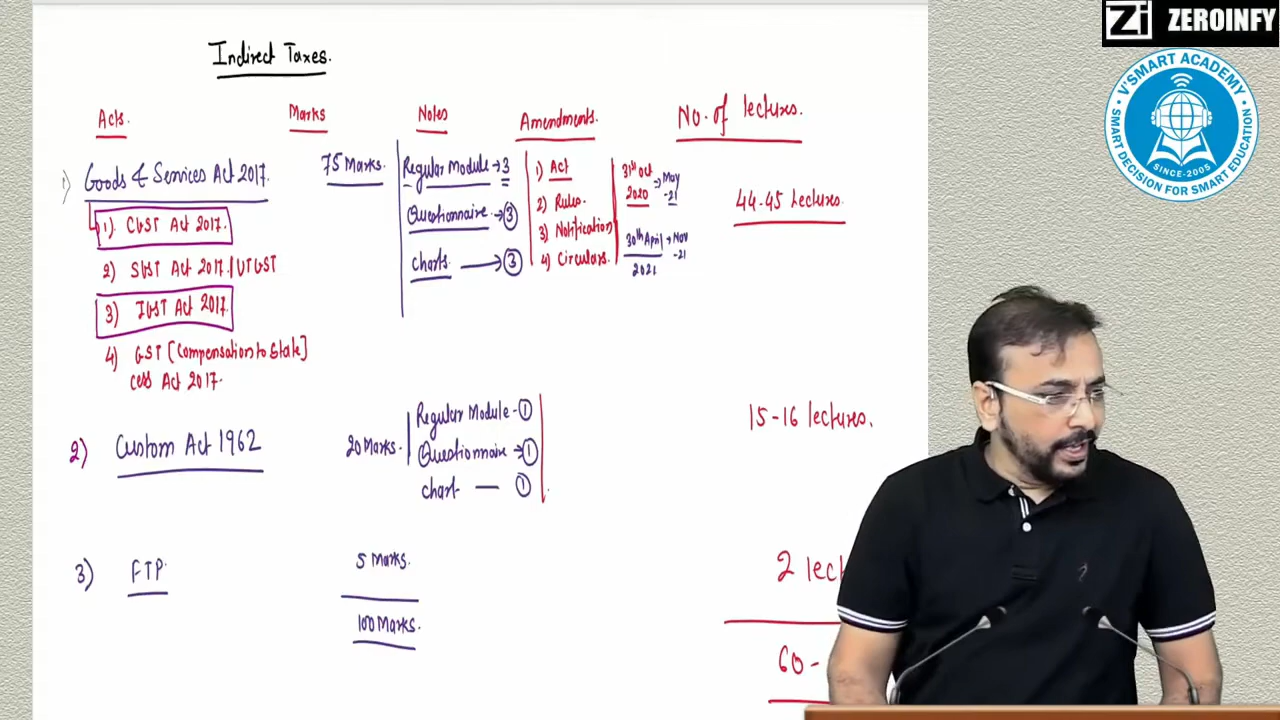 Zi ZEROINFY
V'SMART ACADEMY
SINCE-2005
SMART DECISION FOR SMART EDUCATION
Indirect Taxes.
Acts. Marks Notes Amendments. No. of lectures.
1) Goods & Services Act 2017. 75 Marks.
1). CGST Act 2017.
2) SGST Act 2017. | UTGST
3) IGST Act 2017.
4) GST [Compensation to State]
cess Act 2017.
Regular Module → 3
Questionnaire → 3
charts → 3
1) Act
2) Rules.
3) Notification
4) Circulars.
31st Oct
2020 → May
-21
30th April → Nov
2021 -21
44-45 Lectures.
2) Custom Act 1962 20 Marks.
Regular Module - 1
Questionnaire → 1
chart — 1
15-16 lectures.
3) FTP. 5 Marks. 2 lect
100 Marks. 60-